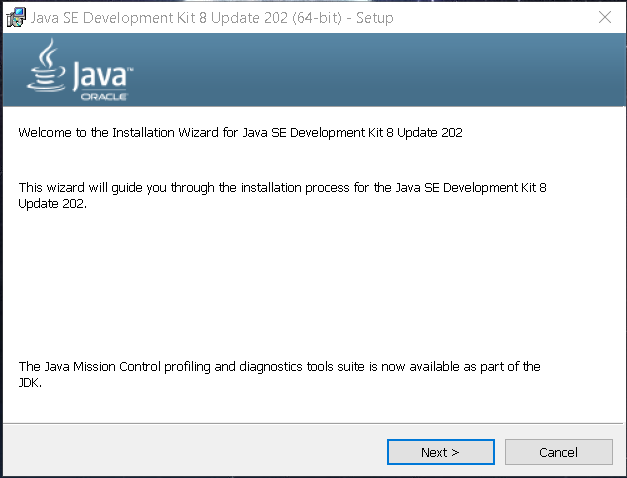 Java SE Development Kit 8 Update 202 (64-bit) - Setup
Java™
ORACLE
Welcome to the Installation Wizard for Java SE Development Kit 8 Update 202
This wizard will guide you through the installation process for the Java SE Development Kit 8
Update 202.
The Java Mission Control profiling and diagnostics tools suite is now available as part of the
JDK.
Next >
Cancel